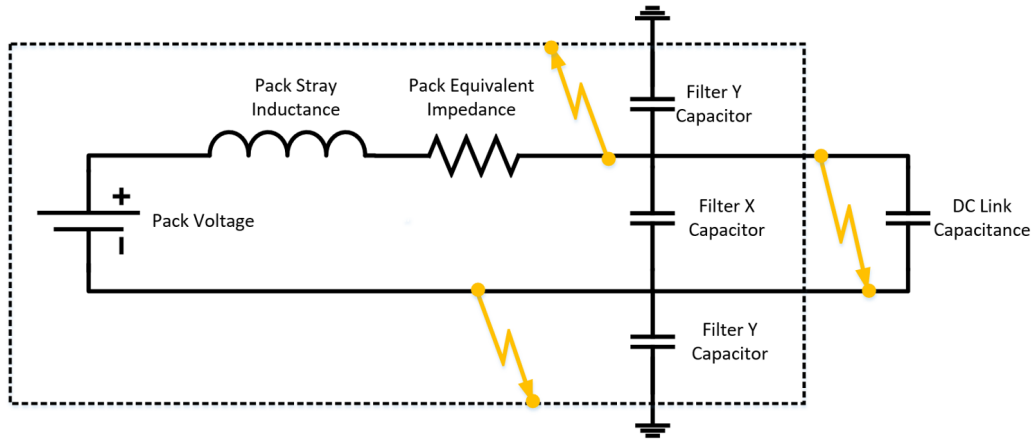 Pack Stray
Inductance
Pack Equivalent
Impedance
Filter Y
Capacitor
+
Pack Voltage
Filter X
Capacitor
DC Link
Capacitance
Filter Y
Capacitor